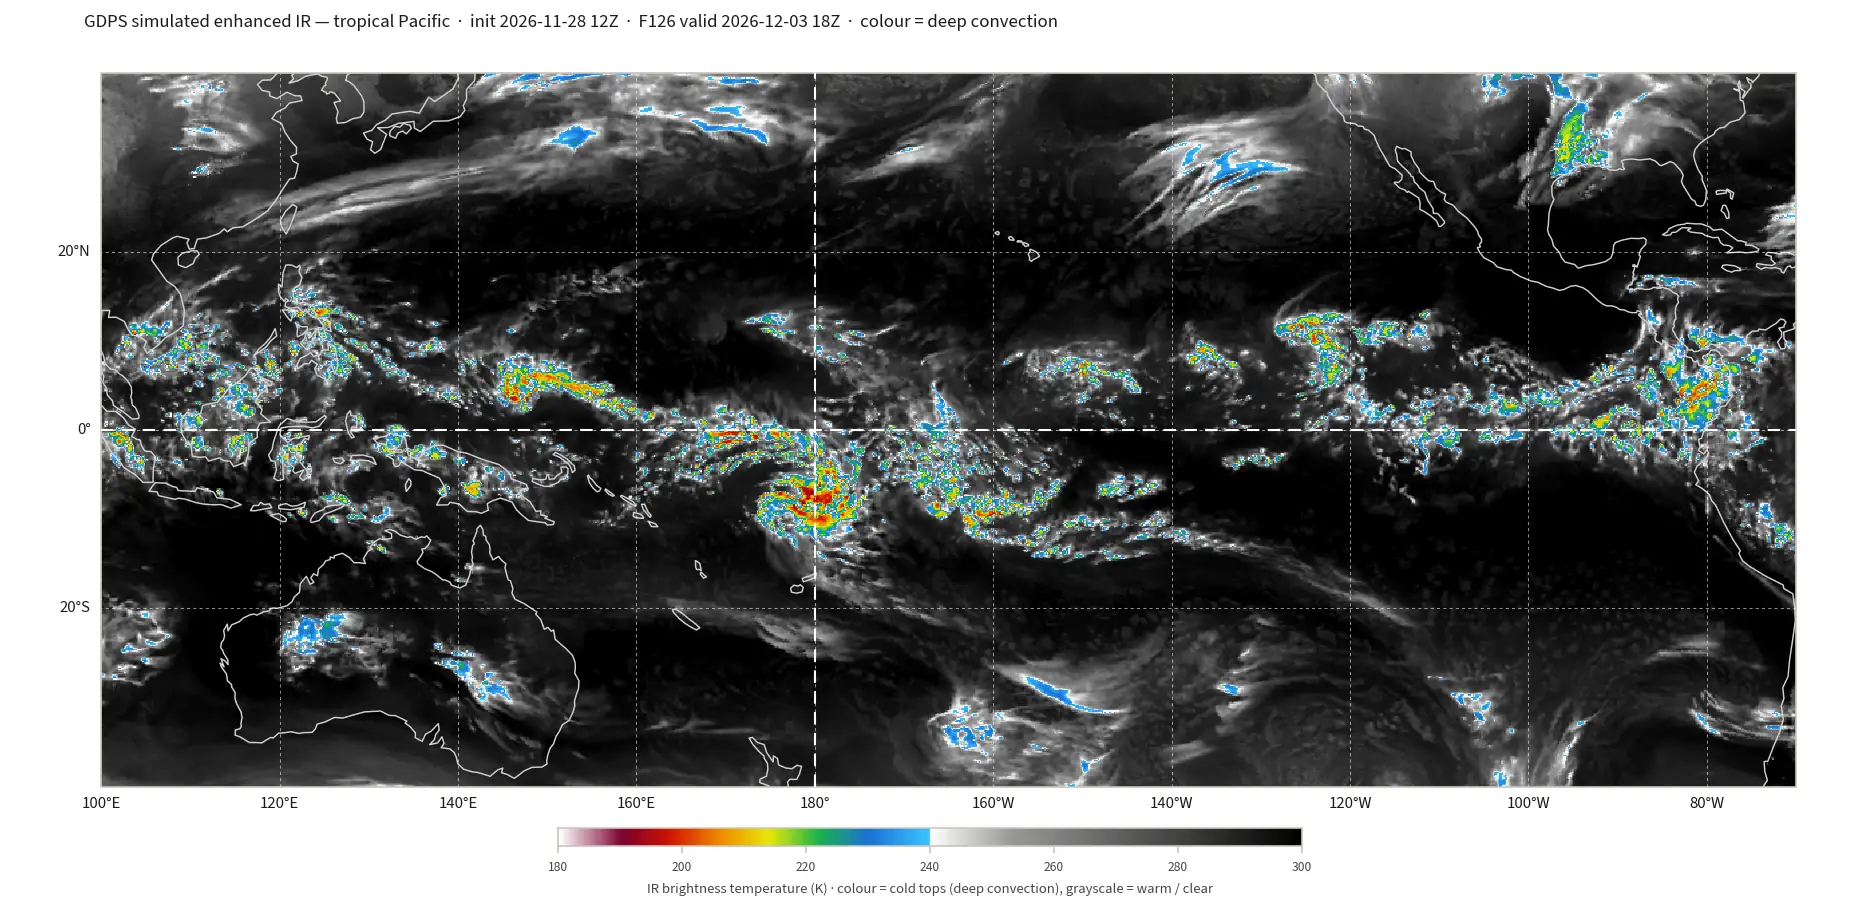 GDPS simulated enhanced IR — tropical Pacific · init 2026-11-28 12Z · F126 valid 2026-12-03 18Z · colour = deep convection
20°N
0°
20°S
100°E 120°E 140°E 160°E 180° 160°W 140°W 120°W 100°W 80°W
180 200 220 240 260 280 300
IR brightness temperature (K) · colour = cold tops (deep convection), grayscale = warm / clear